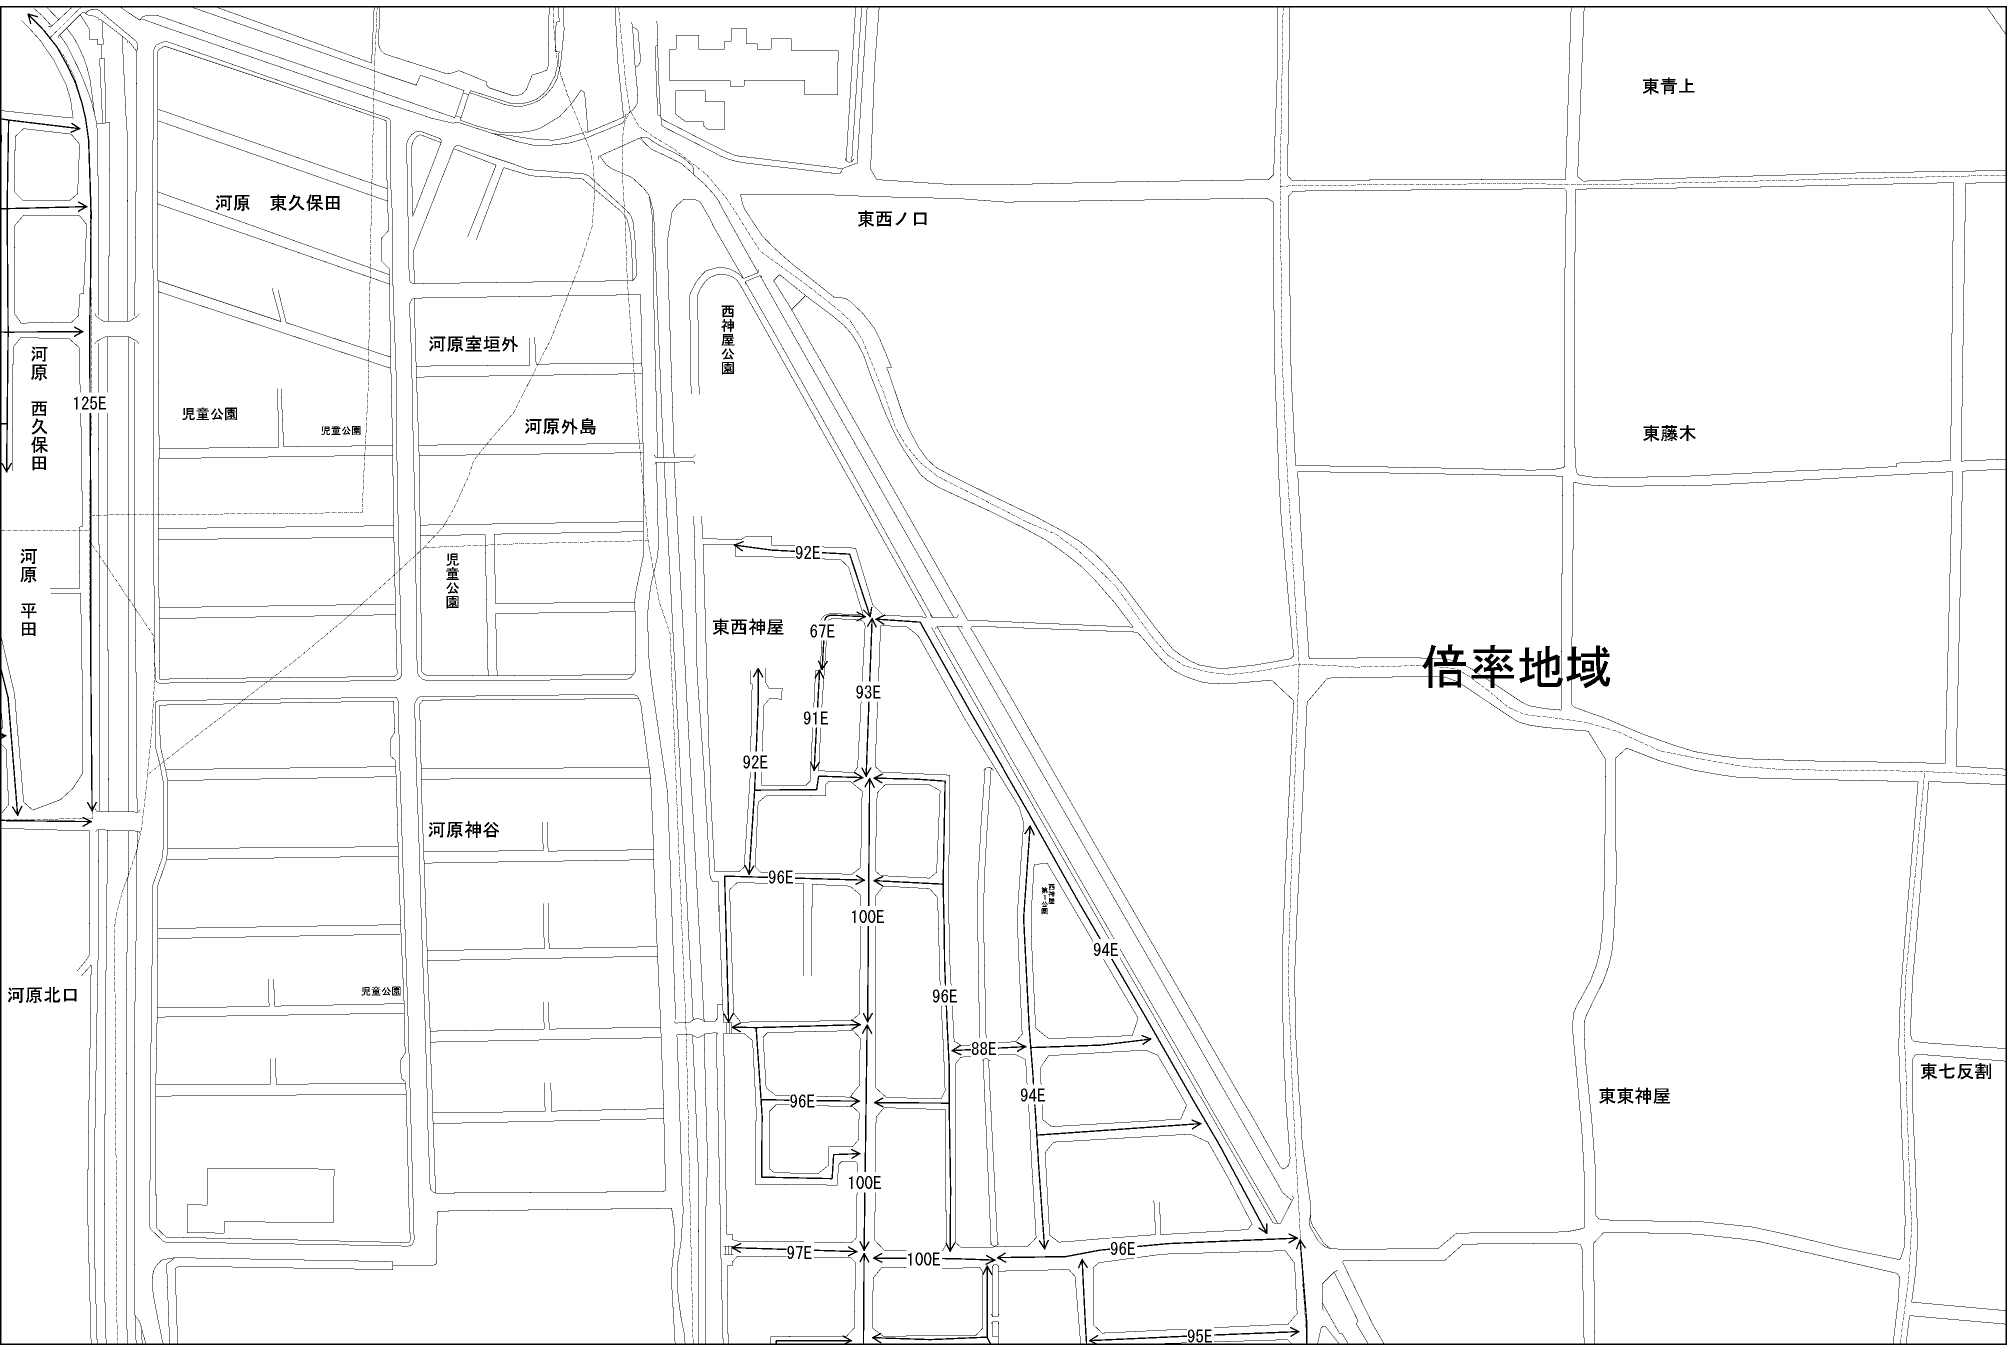 東青上
河原　東久保田
東西ノ口
西神屋公園
河原室垣外
河原　西久保田
125E
児童公園
児童公園
河原外島
東藤木
92E
河原　平田
児童公園
東西神屋
67E
倍率地域
93E
91E
92E
河原神谷
96E
西神屋
第1公園
100E
94E
河原北口
児童公園
96E
88E
東七反割
94E
96E
東東神屋
100E
97E
100E
96E
95E